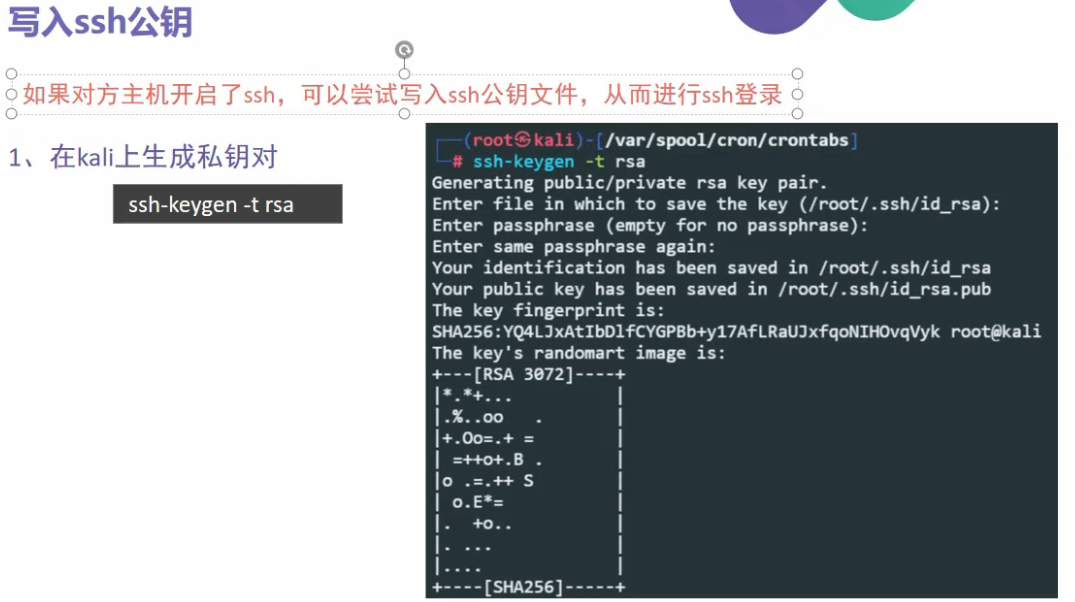 写入ssh公钥
如果对方主机开启了ssh，可以尝试写入ssh公钥文件，从而进行ssh登录
1、在kali上生成私钥对
ssh-keygen -t rsa
┌──(root㉿kali)-[/var/spool/cron/crontabs]
└─# ssh-keygen -t rsa
Generating public/private rsa key pair.
Enter file in which to save the key (/root/.ssh/id_rsa):
Enter passphrase (empty for no passphrase):
Enter same passphrase again:
Your identification has been saved in /root/.ssh/id_rsa
Your public key has been saved in /root/.ssh/id_rsa.pub
The key fingerprint is:
SHA256:YQ4LJxAtIbDlfCYGPBb+y17AfLRaUJxfqoNIHOvqVyk root@kali
The key's randomart image is:
+---[RSA 3072]----+
|*.*+...          |
|.%..oo   .       |
|+.Oo=.+ =        |
| =++o+.B .       |
|o .=.++ S        |
| o.E*=           |
|.  +o..          |
|. ...            |
|....             |
+----[SHA256]-----+